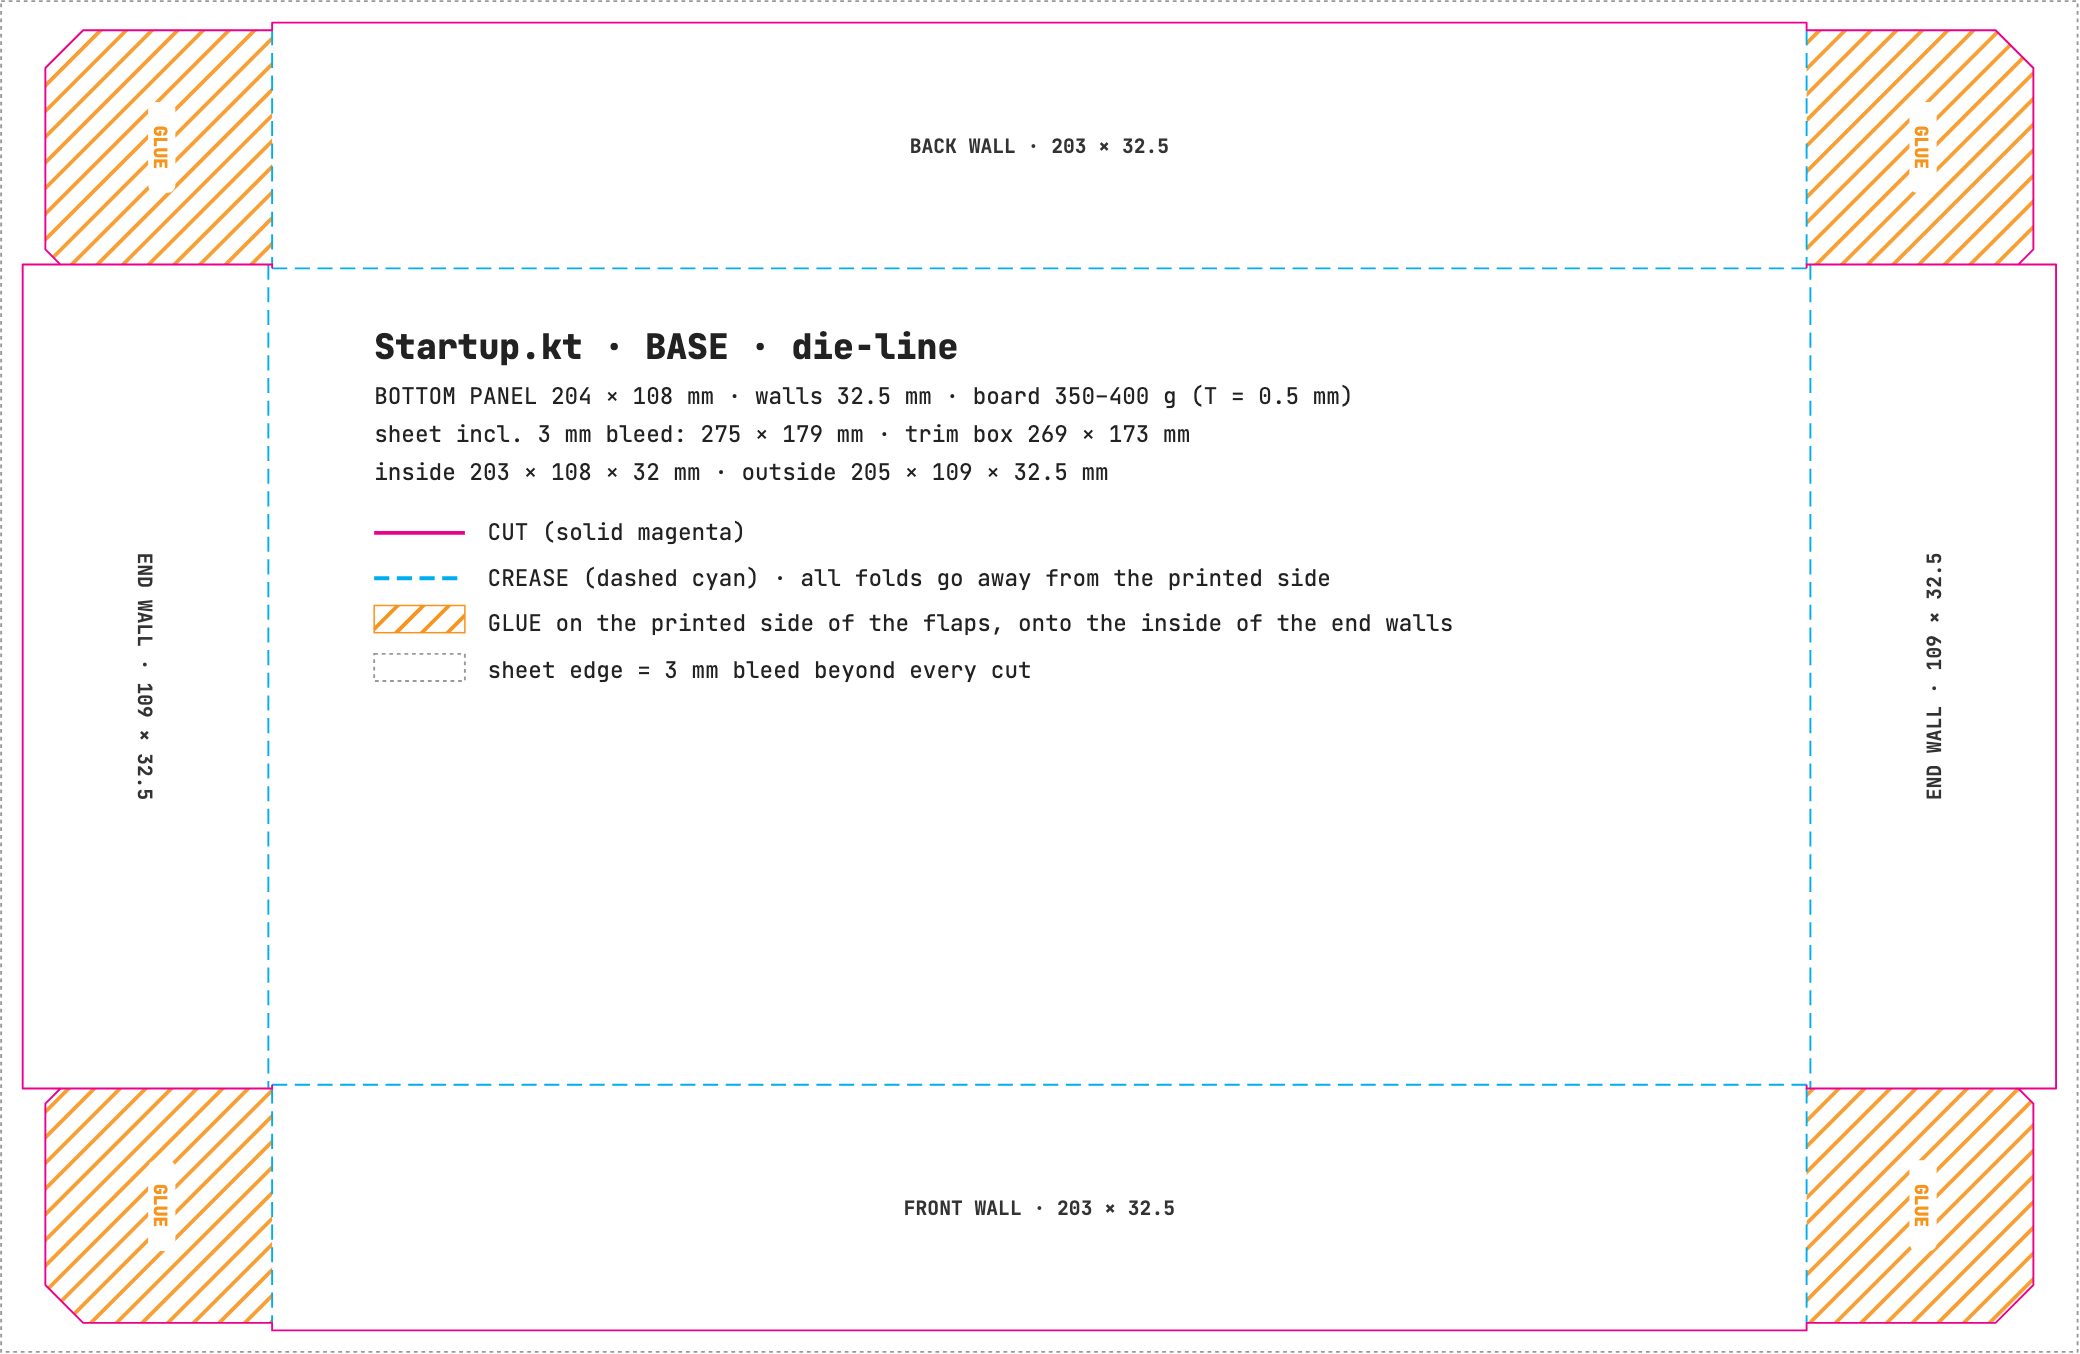 GLUE
BACK WALL · 203 × 32.5
GLUE
Startup.kt · BASE · die-line
BOTTOM PANEL 204 × 108 mm · walls 32.5 mm · board 350–400 g (T = 0.5 mm)
sheet incl. 3 mm bleed: 275 × 179 mm · trim box 269 × 173 mm
inside 203 × 108 × 32 mm · outside 205 × 109 × 32.5 mm
CUT (solid magenta)
CREASE (dashed cyan) · all folds go away from the printed side
GLUE on the printed side of the flaps, onto the inside of the end walls
sheet edge = 3 mm bleed beyond every cut
END WALL · 109 × 32.5
END WALL · 109 × 32.5
GLUE
FRONT WALL · 203 × 32.5
GLUE